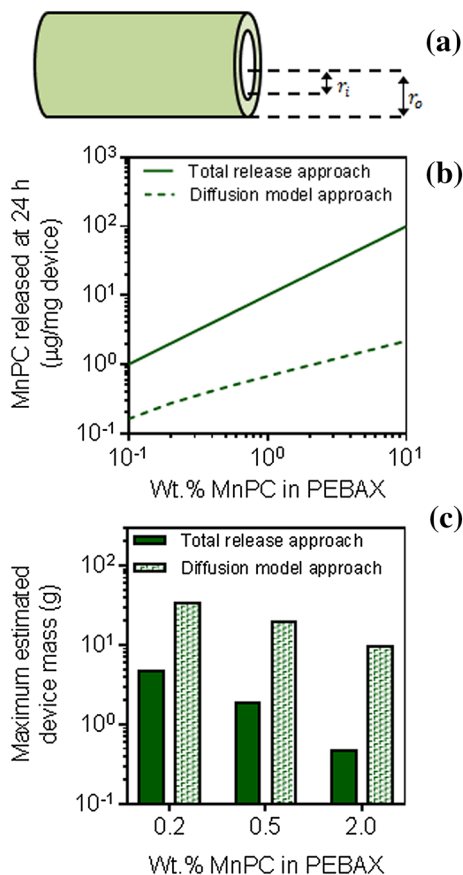 (a)
rᵢ
rₒ
(b)
MnPC released at 24 h
(μg/mg device)
10³
10²
10¹
10⁰
10⁻¹
Total release approach
Diffusion model approach
10⁻¹ 10⁰ 10¹
Wt.% MnPC in PEBAX
(c)
Maximum estimated
device mass (g)
10²
10¹
10⁰
10⁻¹
Total release approach
Diffusion model approach
0.2 0.5 2.0
Wt.% MnPC in PEBAX